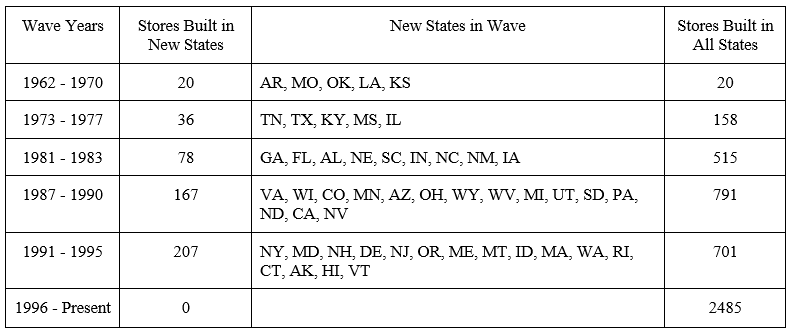 Wave Years Stores Built in New States in Wave Stores Built in
New States All States
1962 - 1970 20 AR, MO, OK, LA, KS 20
1973 - 1977 36 TN, TX, KY, MS, IL 158
1981 - 1983 78 GA, FL, AL, NE, SC, IN, NC, NM, IA 515
1987 - 1990 167 VA, WI, CO, MN, AZ, OH, WY, WV, MI, UT, SD, PA, 791
ND, CA, NV
1991 - 1995 207 NY, MD, NH, DE, NJ, OR, ME, MT, ID, MA, WA, RI, 701
CT, AK, HI, VT
1996 - Present 0 2485